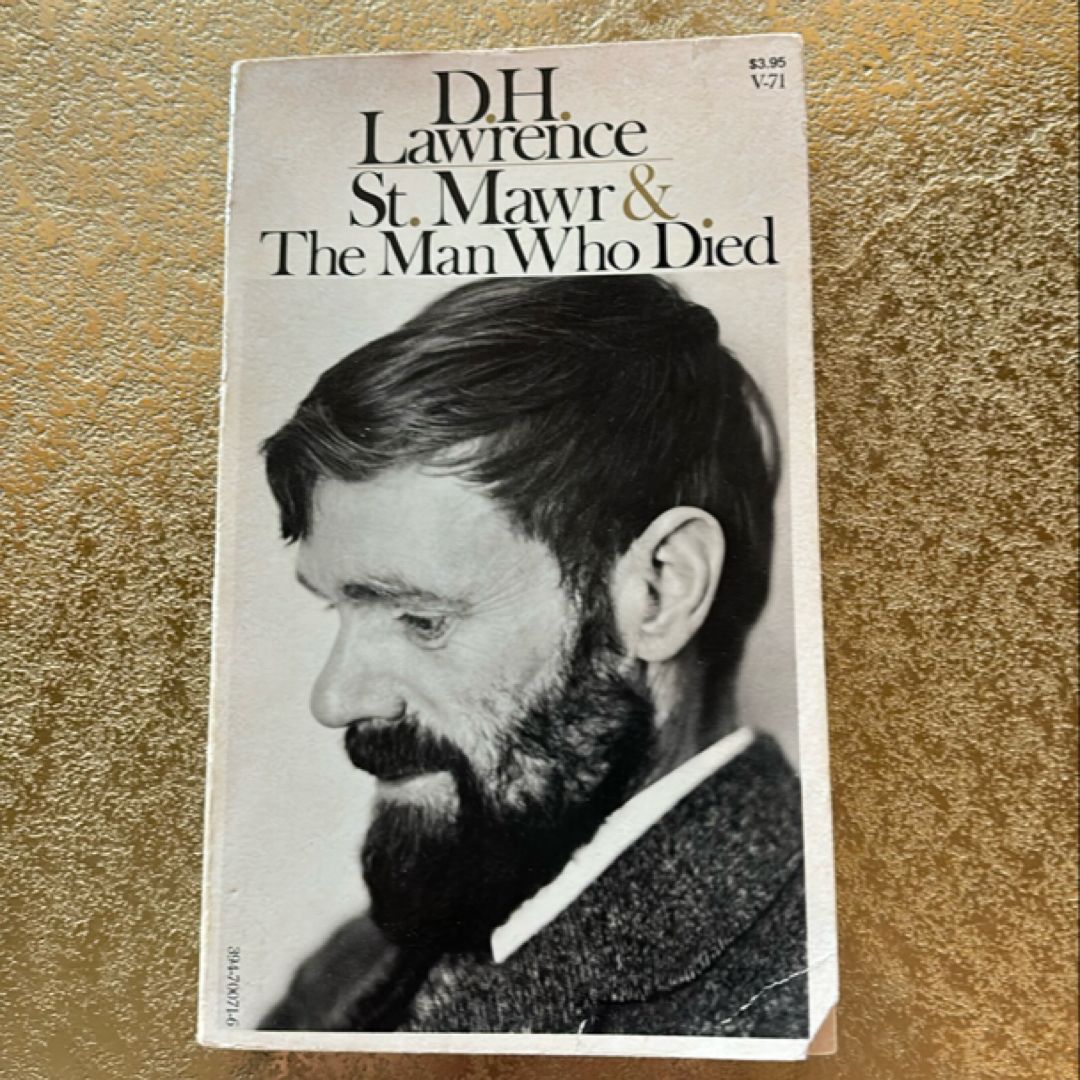 $3.95
V-71
D.H.
Lawrence
St. Mawr &
The Man Who Died
394-70071-6